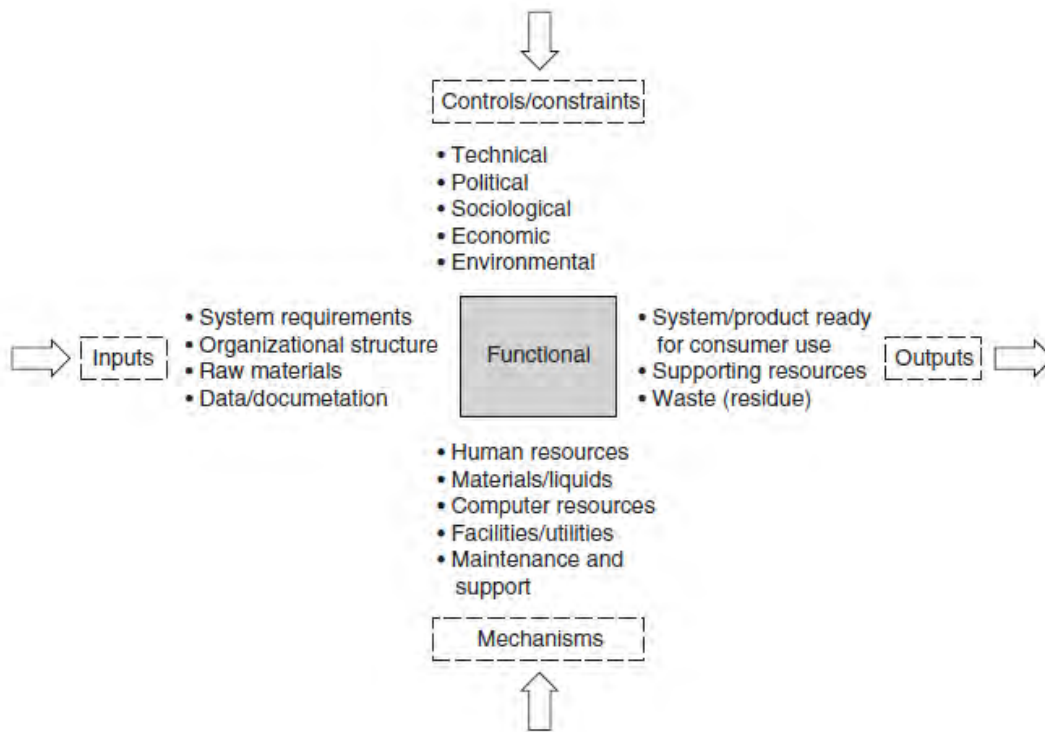 Controls/constraints
• Technical
• Political
• Sociological
• Economic
• Environmental
Inputs
• System requirements
• Organizational structure
• Raw materials
• Data/documetation
Functional
• System/product ready
for consumer use
• Supporting resources
• Waste (residue)
Outputs
• Human resources
• Materials/liquids
• Computer resources
• Facilities/utilities
• Maintenance and
support
Mechanisms